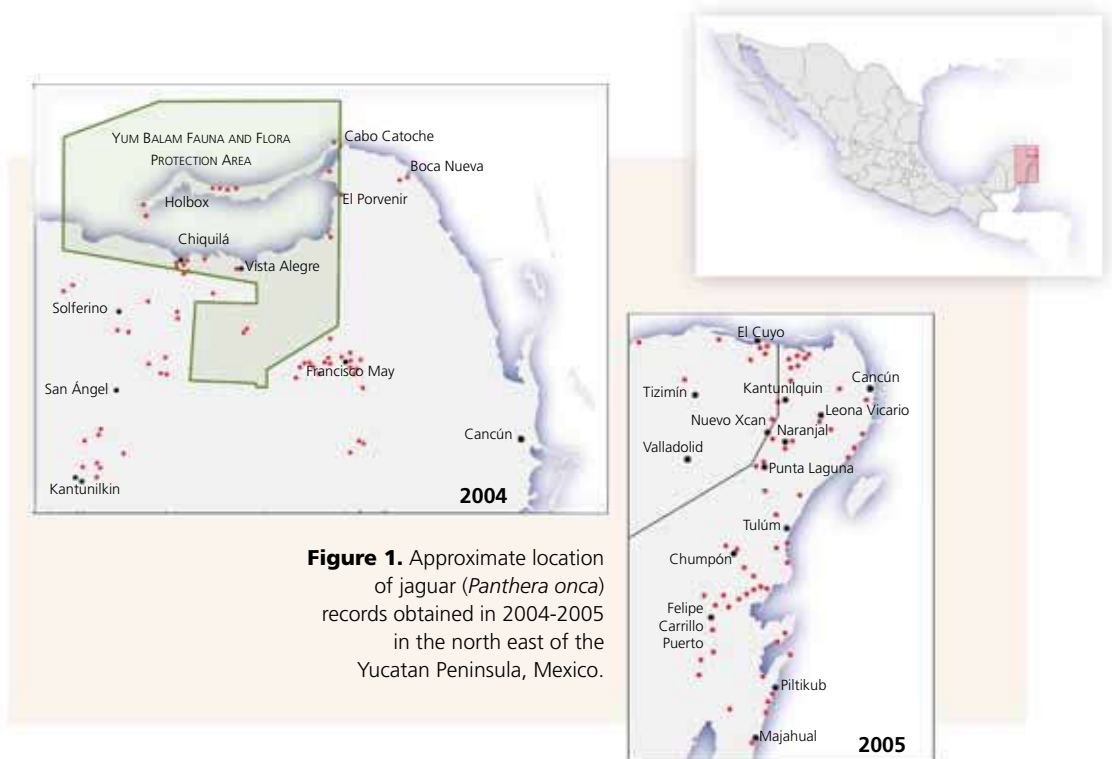 YUM BALAM FAUNA AND FLORA
PROTECTION AREA
Cabo Catoche
Boca Nueva
Holbox
El Porvenir
Chiquilá
Vista Alegre
Solferino
Francisco May
San Ángel
Cancún
Kantunilkin
2004
El Cuyo
Tizimín
Kantunilquin
Cancún
Leona Vicario
Nuevo Xcan
Naranjal
Valladolid
Punta Laguna
Tulúm
Chumpón
Felipe
Carrillo
Puerto
Piltikub
Majahual
2005
Figure 1. Approximate location
of jaguar (Panthera onca)
records obtained in 2004-2005
in the north east of the
Yucatan Peninsula, Mexico.